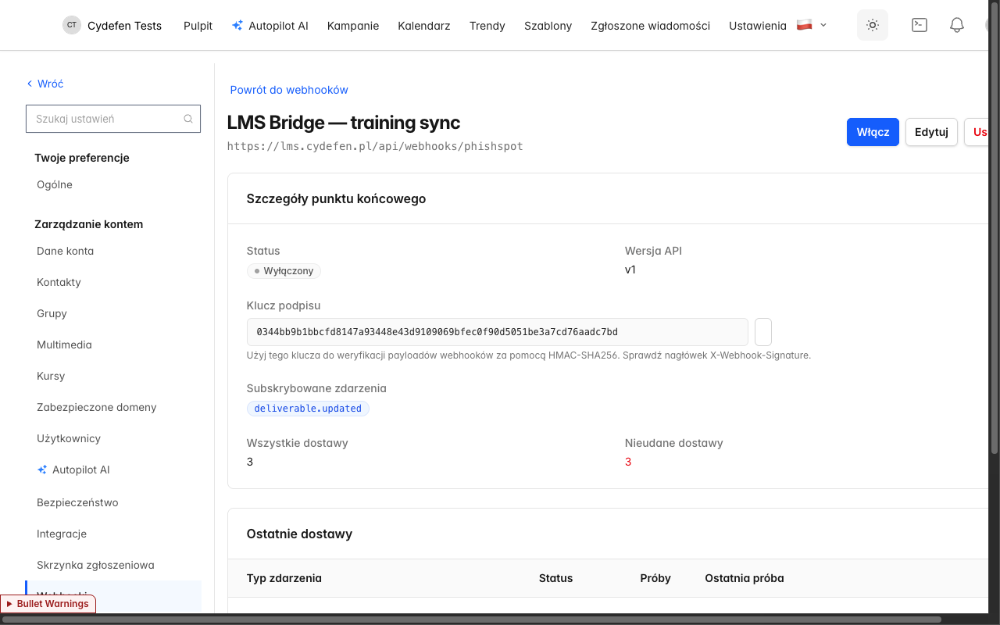 CT Cydefen Tests Pulpit Autopilot AI Kampanie Kalendarz Trendy Szablony Zgłoszone wiadomości Ustawienia
Wróć
Szukaj ustawień
Twoje preferencje
Ogólne
Zarządzanie kontem
Dane konta
Kontakty
Grupy
Multimedia
Kursy
Zabezpieczone domeny
Użytkownicy
Autopilot AI
Bezpieczeństwo
Integracje
Skrzynka zgłoszeniowa
Webhooki
Bullet Warnings
Powrót do webhooków
LMS Bridge — training sync
https://lms.cydefen.pl/api/webhooks/phishspot
Włącz Edytuj Us
Szczegóły punktu końcowego
Status Wersja API
Wyłączony v1
Klucz podpisu
0344bb9b1bbcfd8147a93448e43d9109069bfec0f90d5051be3a7cd76aadc7bd
Użyj tego klucza do weryfikacji payloadów webhooków za pomocą HMAC-SHA256. Sprawdź nagłówek X-Webhook-Signature.
Subskrybowane zdarzenia
deliverable.updated
Wszystkie dostawy Nieudane dostawy
3 3
Ostatnie dostawy
Typ zdarzenia Status Próby Ostatnia próba